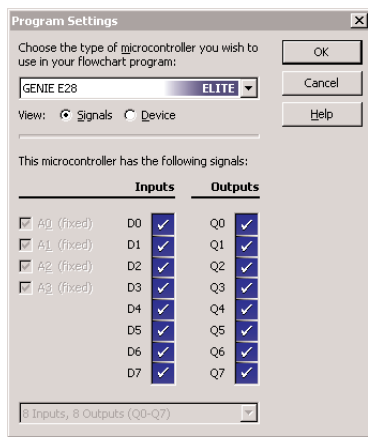 Program Settings
Choose the type of microcontroller you wish to
use in your flowchart program:
OK
GENIE E28 ELITE
Cancel
View: Signals Device
Help
This microcontroller has the following signals:
Inputs Outputs
A0 (fixed) D0 Q0
A1 (fixed) D1 Q1
A2 (fixed) D2 Q2
A3 (fixed) D3 Q3
D4 Q4
D5 Q5
D6 Q6
D7 Q7
8 Inputs, 8 Outputs (Q0-Q7)